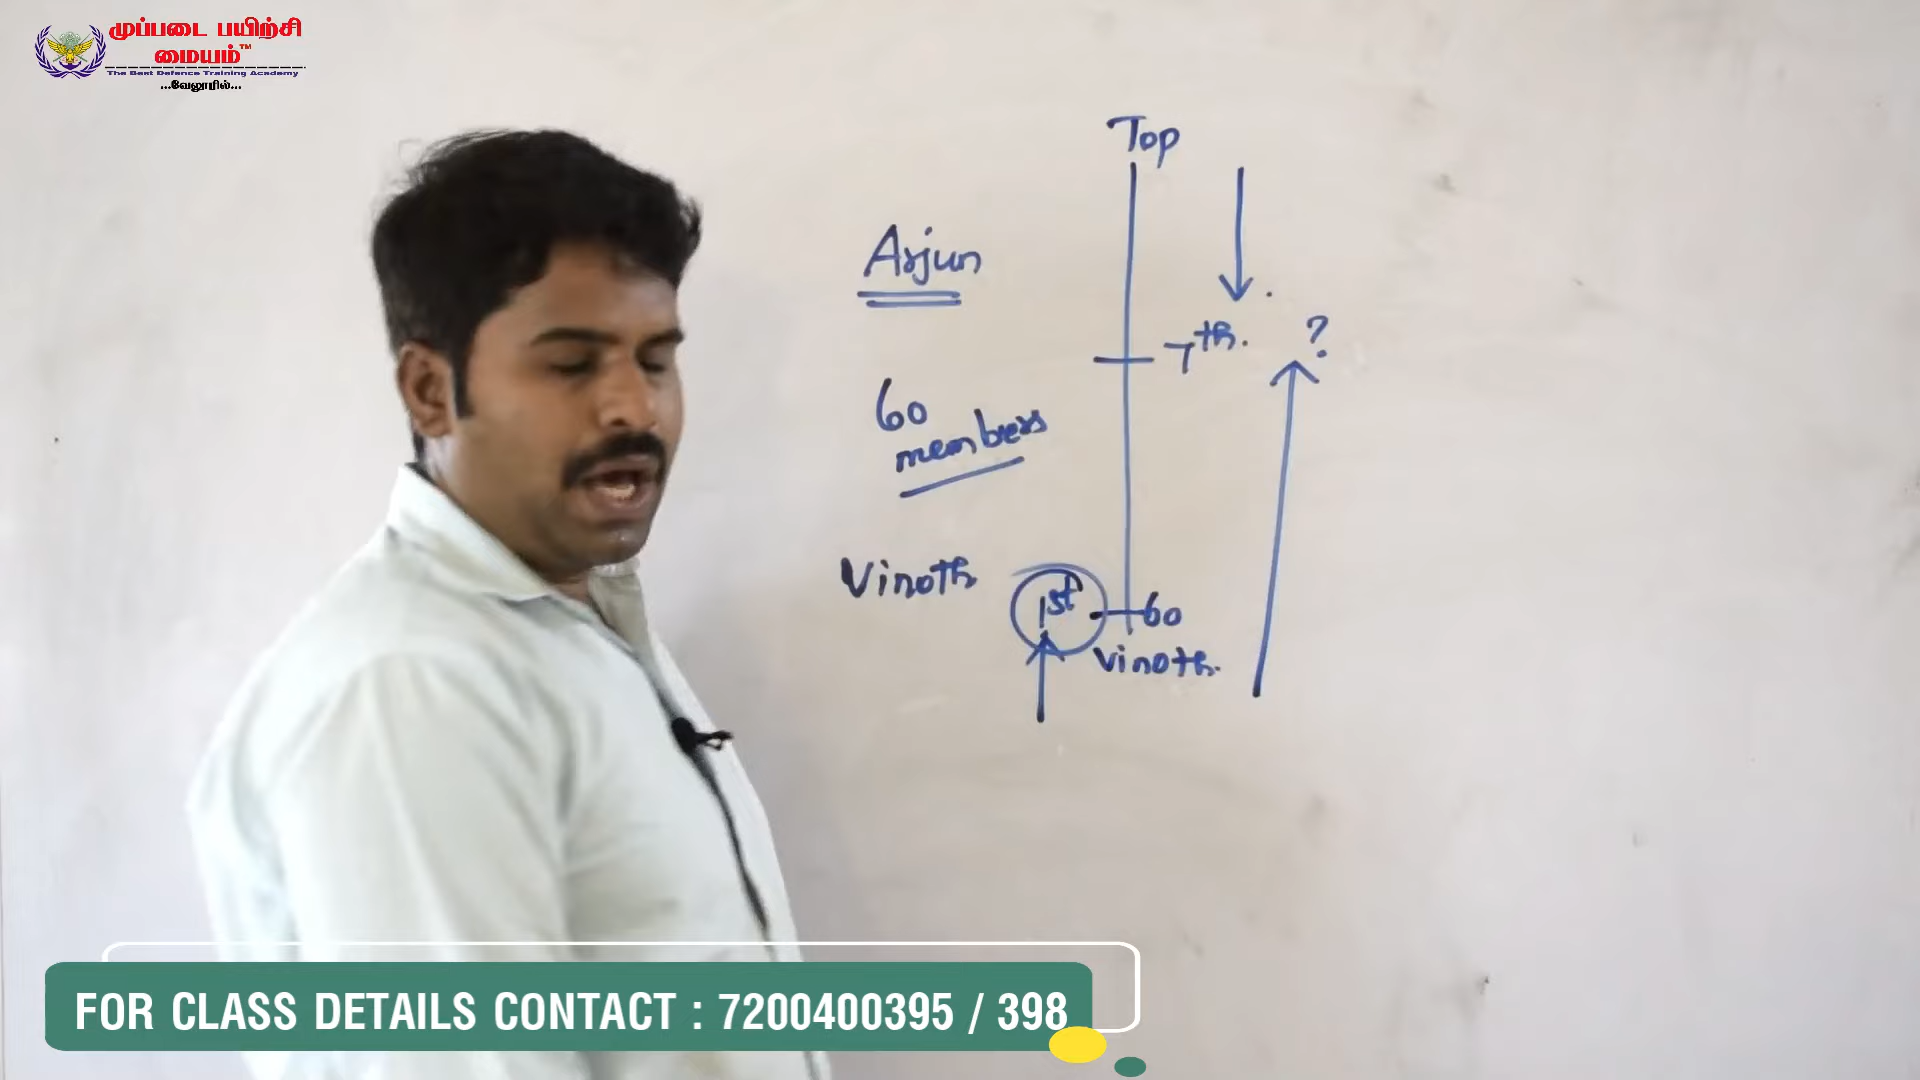 முப்படை பயிற்சி
மையம்™
The Best Defence Training Academy
...வேலூரில்...
Top
Arjun
7th. ?
60
members
Vinoth
1st
60
Vinoth.
FOR CLASS DETAILS CONTACT : 7200400395 / 398